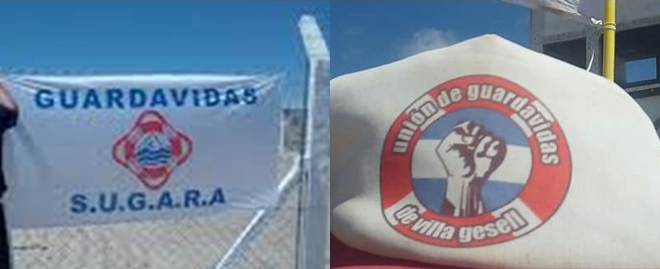 GUARDAVIDAS
S.U.G.A.R.A
unión de guardavidas
de villa gesell